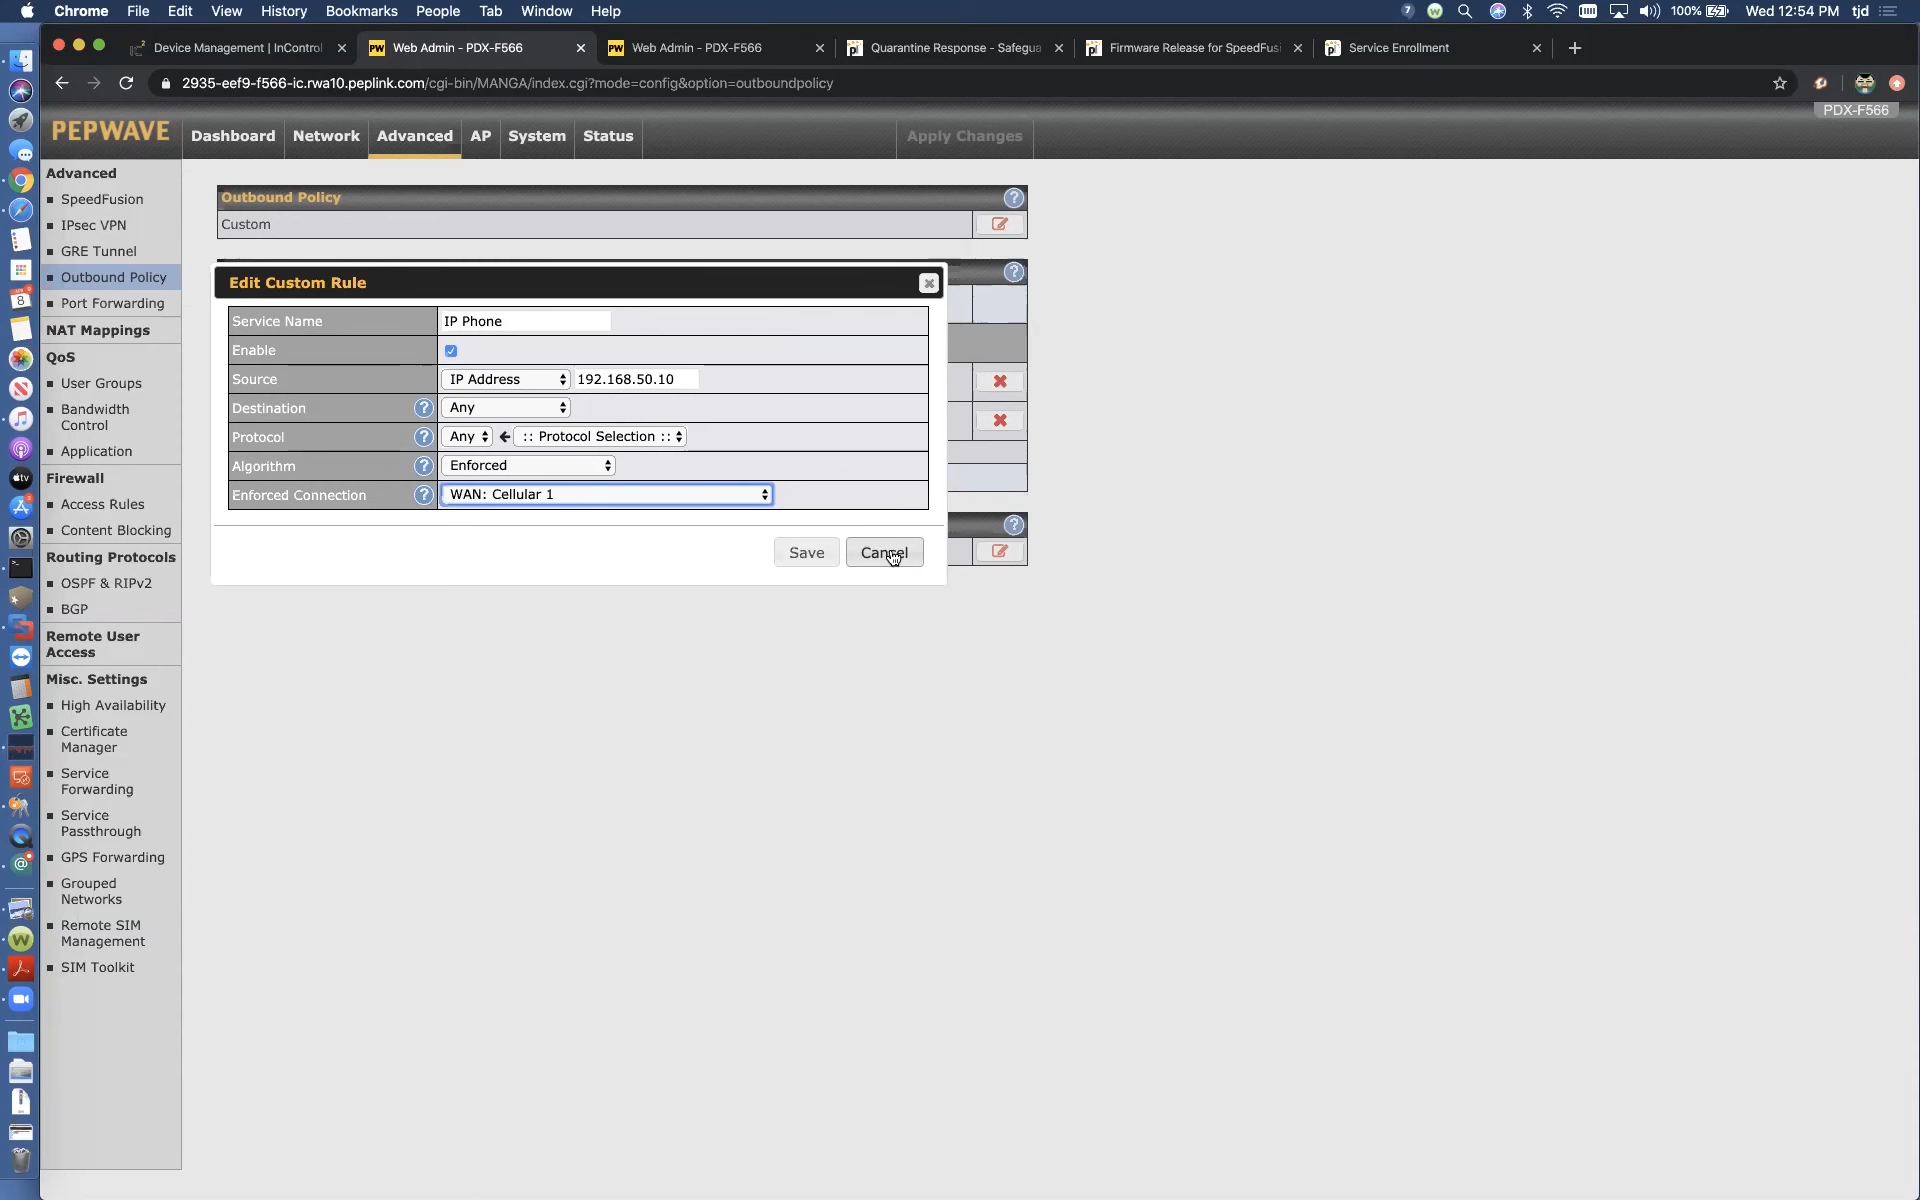 Chrome File Edit View History Bookmarks People Tab Window Help 7 W 100% Wed 12:54 PM tjd
Device Management | InControl
PW Web Admin - PDX-F566
PW Web Admin - PDX-F566
Quarantine Response - Safegua
Firmware Release for SpeedFusi
Service Enrollment
2935-eef9-f566-ic.rwa10.peplink.com/cgi-bin/MANGA/index.cgi?mode=config&option=outboundpolicy
PDX-F566
PEPWAVE Dashboard Network Advanced AP System Status Apply Changes
Advanced
SpeedFusion
IPsec VPN
GRE Tunnel
Outbound Policy
Port Forwarding
NAT Mappings
QoS
User Groups
Bandwidth
Control
Application
Firewall
Access Rules
Content Blocking
Routing Protocols
OSPF & RIPv2
BGP
Remote User
Access
Misc. Settings
High Availability
Certificate
Manager
Service
Forwarding
Service
Passthrough
GPS Forwarding
Grouped
Networks
Remote SIM
Management
SIM Toolkit
Outbound Policy ?
Custom
?
Edit Custom Rule
Service Name IP Phone
Enable
Source IP Address 192.168.50.10
Destination ? Any
Protocol ? Any :: Protocol Selection ::
Algorithm ? Enforced
Enforced Connection ? WAN: Cellular 1
Save Cancel
?